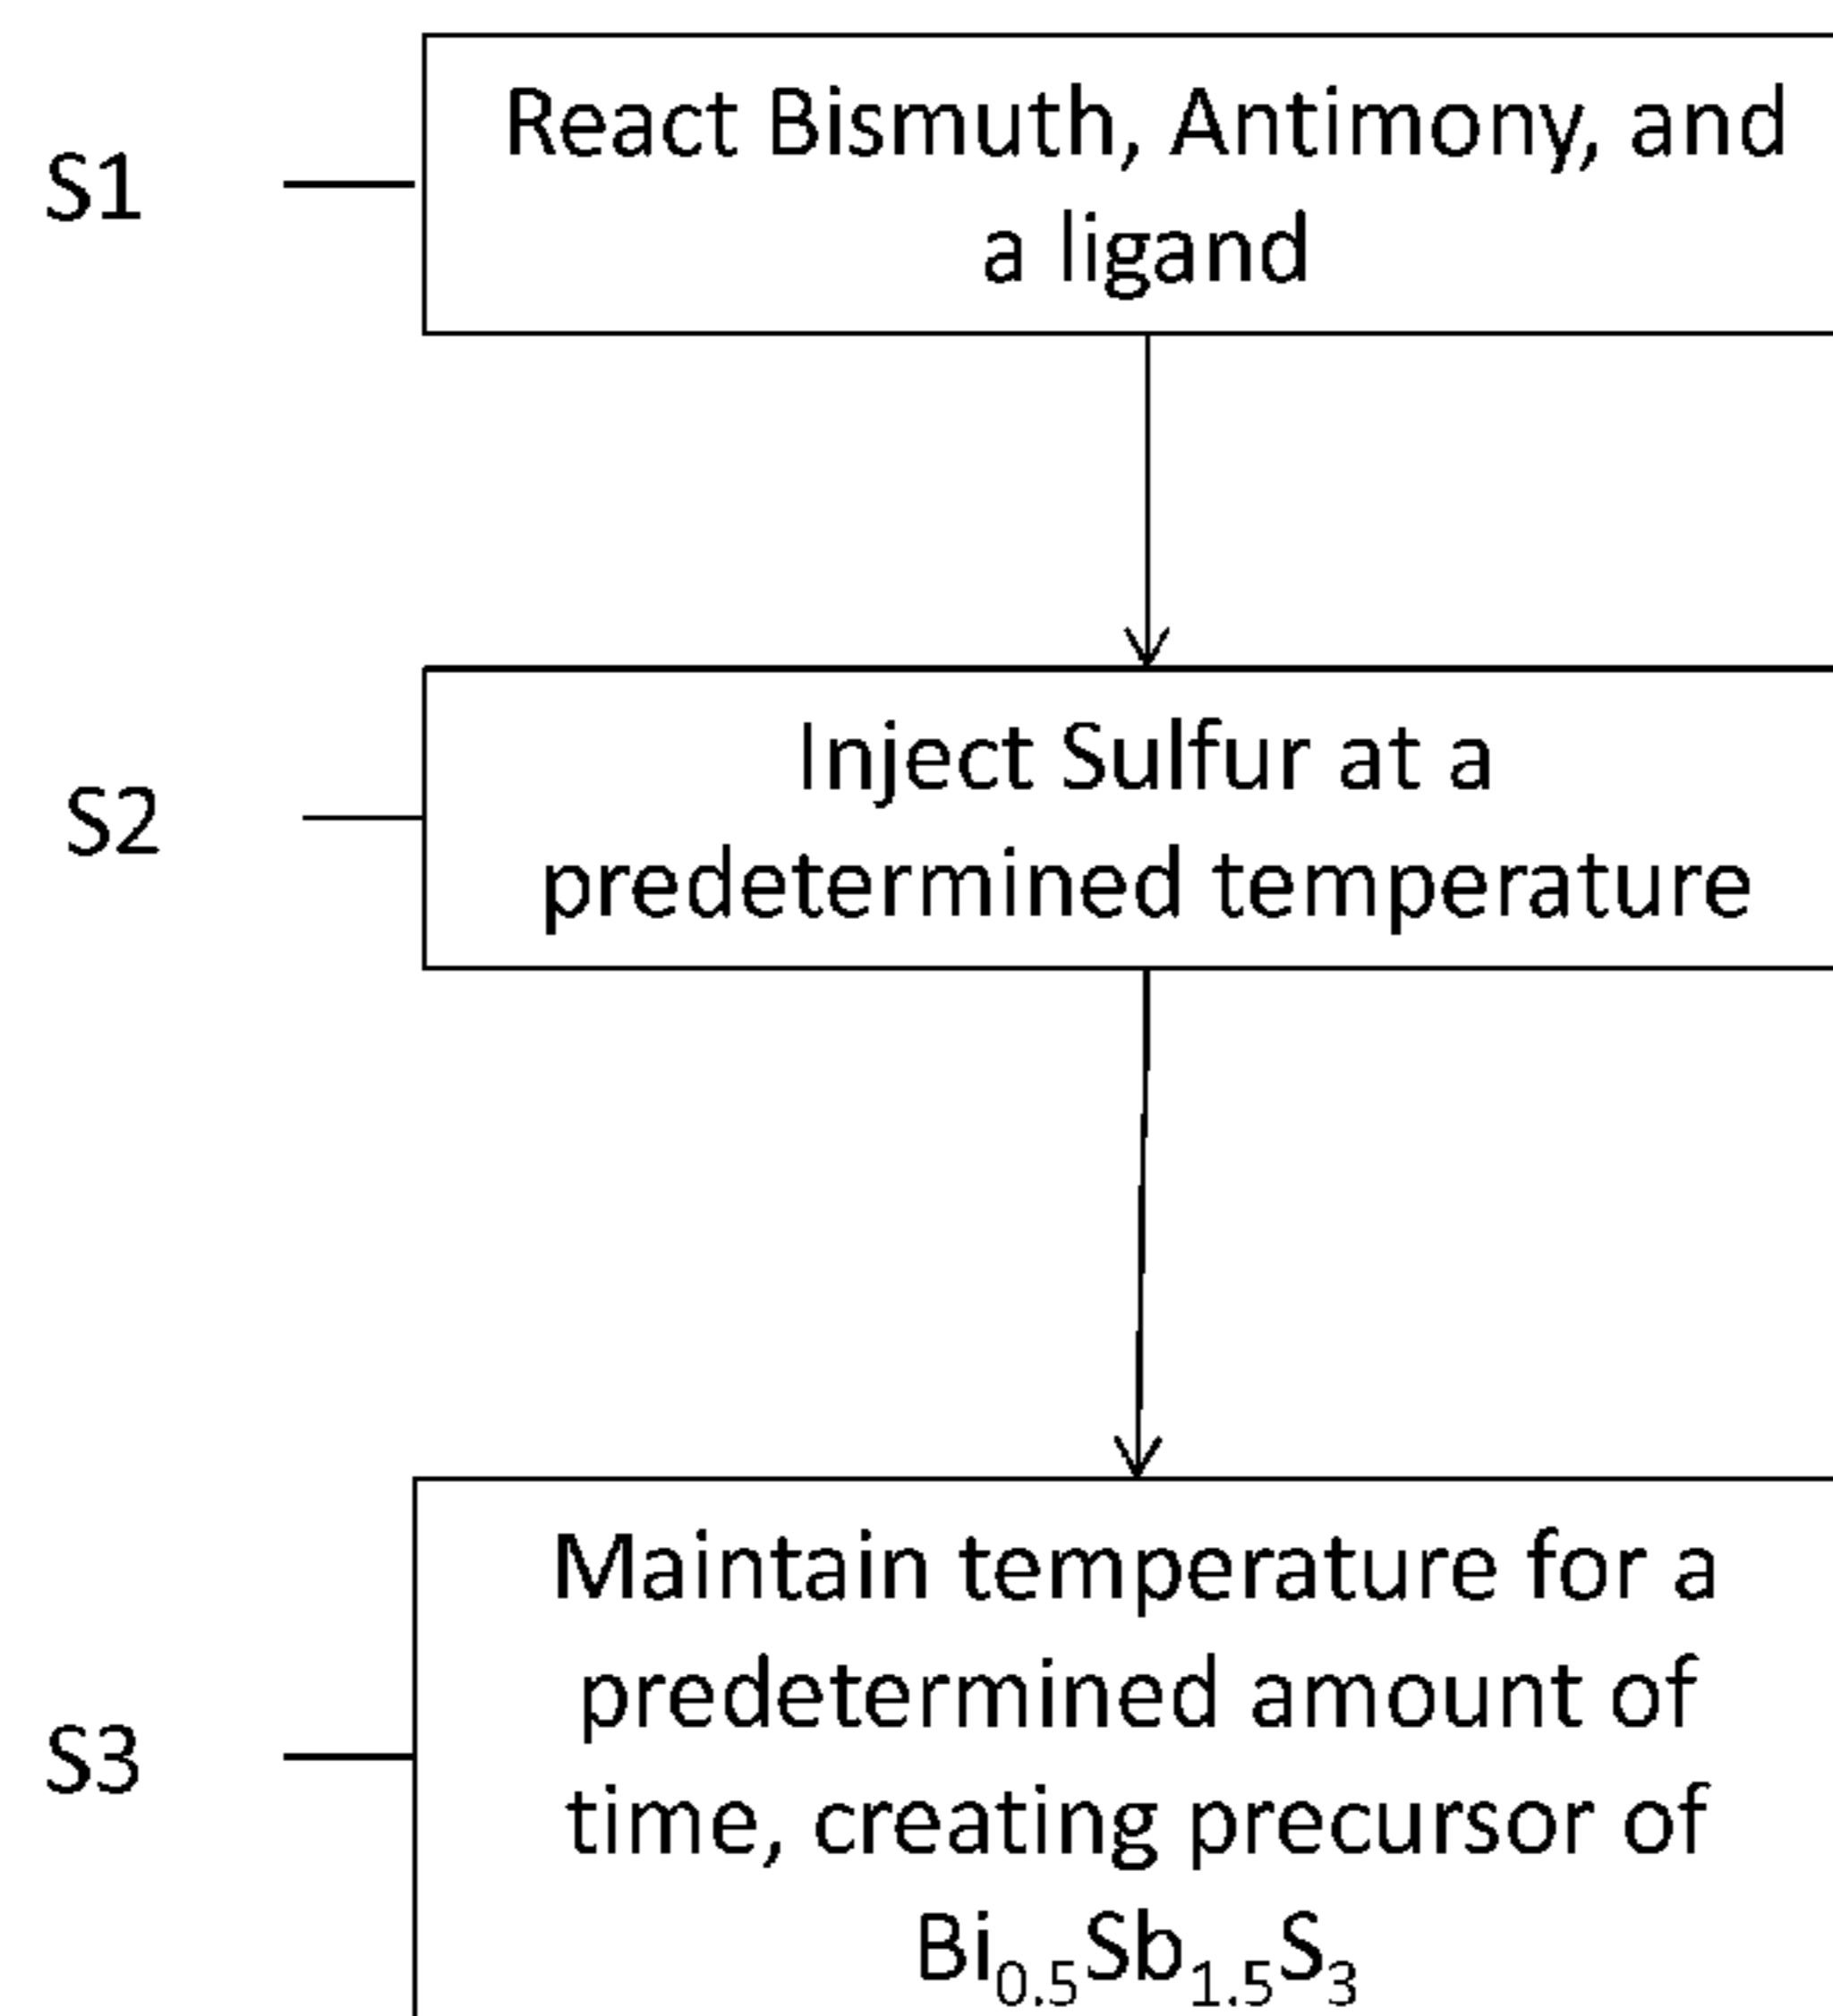 S1
React Bismuth, Antimony, and
a ligand
S2
Inject Sulfur at a
predetermined temperature
S3
Maintain temperature for a
predetermined amount of
time, creating precursor of
Bi₀.₅Sb₁.₅S₃